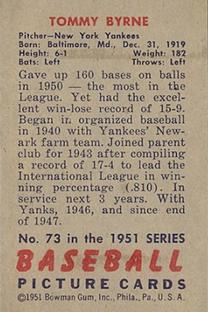 TOMMY BYRNE
Pitcher—New York Yankees
Born: Baltimore, Md., Dec. 31, 1919
Height: 6-1 Weight: 182
Bats: Left Throws: Left
Gave up 160 bases on balls
in 1950 — the most in the
League. Yet had the excel-
lent win-lose record of 15-9.
Began in organized baseball
in 1940 with Yankees' New-
ark farm team. Joined parent
club for 1943 after compiling
a record of 17-4 to lead the
International League in win-
ning percentage (.810). In
service next 3 years. With
Yanks, 1946, and since end
of 1947.
No. 73 in the 1951 SERIES
BASEBALL
PICTURE CARDS
©1951 Bowman Gum, Inc., Phila., Pa., U. S. A.